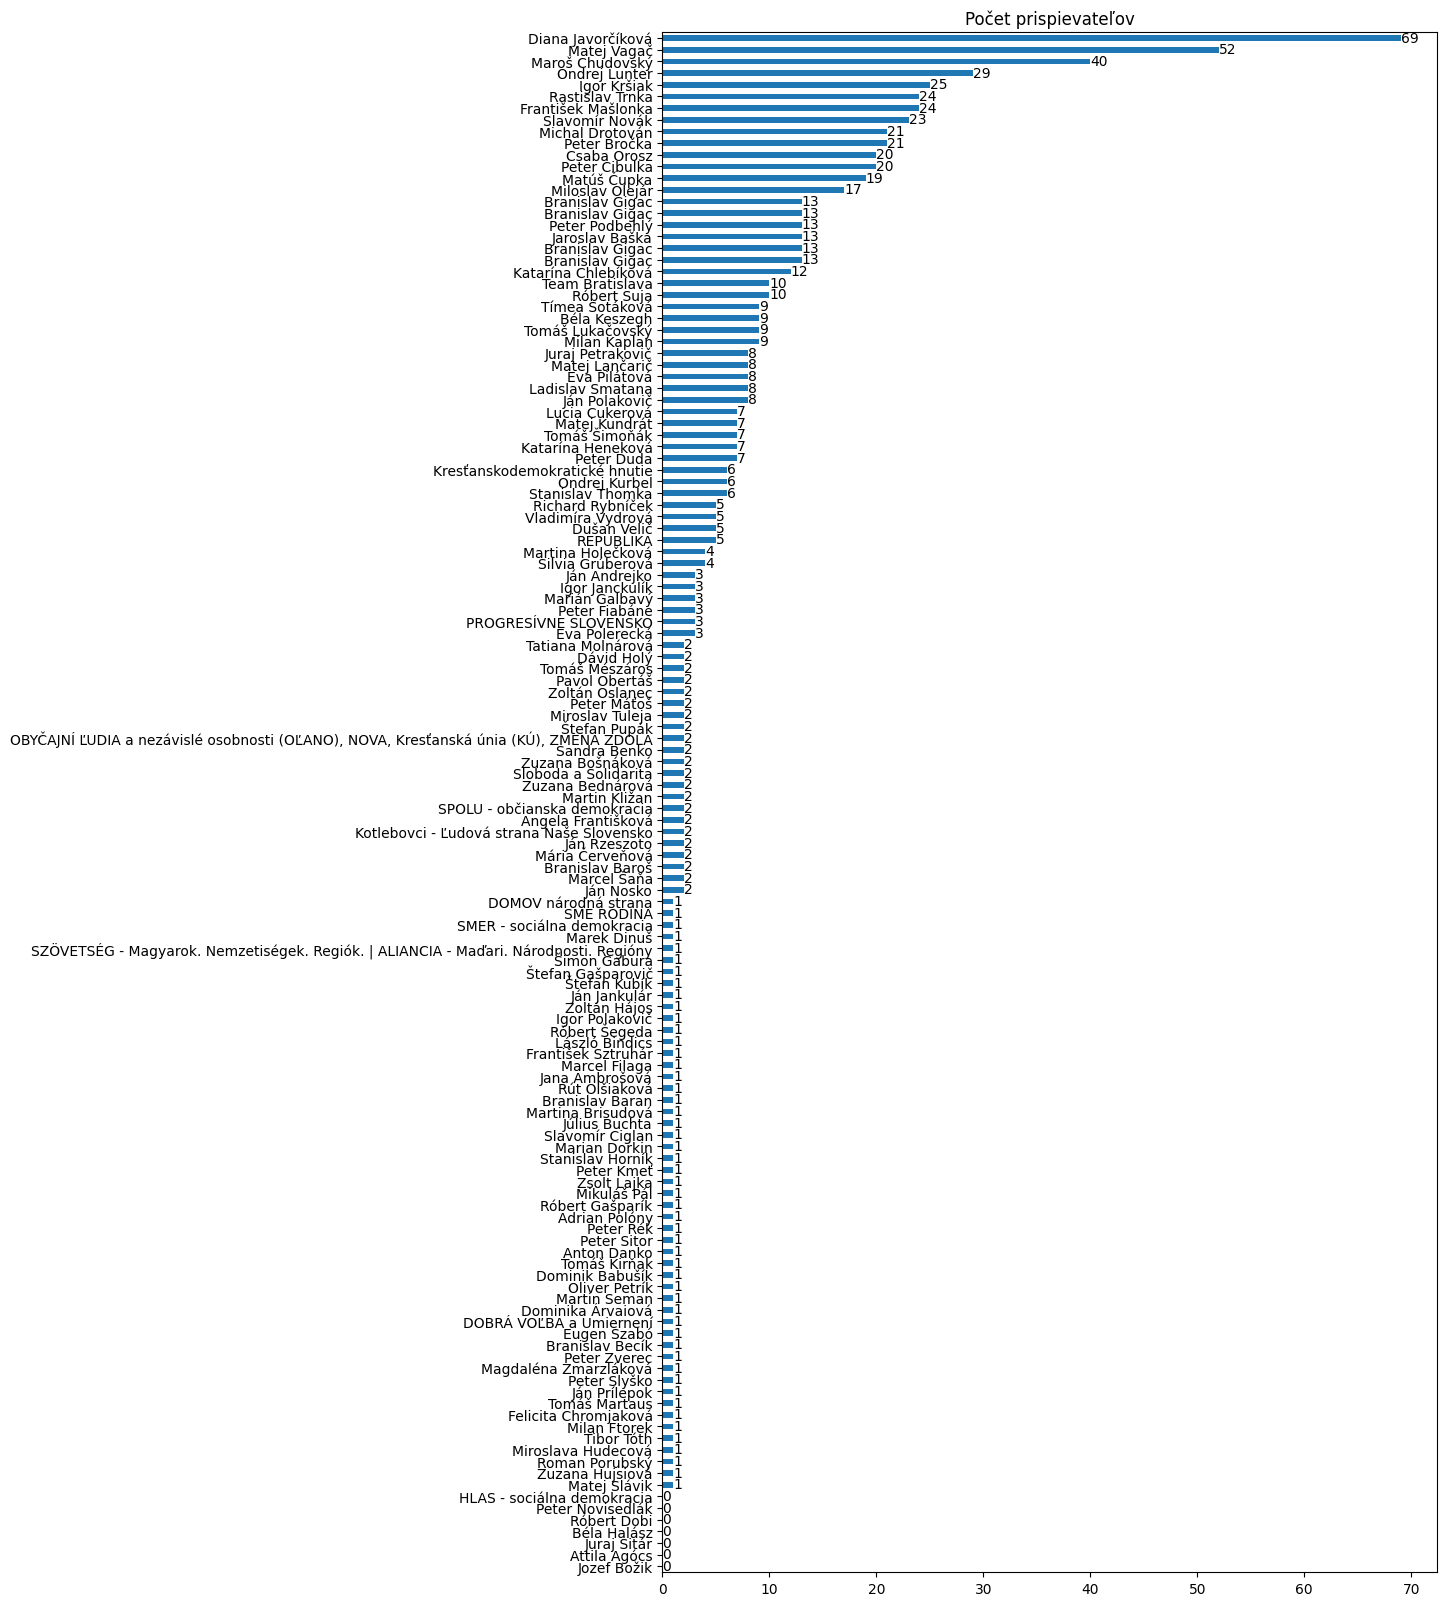 Počet prispievateľov
Diana Javorčíková 69
Matej Vagač 52
Maroš Chudovský 40
Ondrej Lunter 29
Igor Kršiak 25
Rastislav Trnka 24
František Mašlonka 24
Slavomír Novák 23
Michal Drotován 21
Peter Bročka 21
Csaba Orosz 20
Peter Cibulka 20
Matúš Čupka 19
Miloslav Olejár 17
Branislav Gigac 13
Branislav Gigac 13
Peter Podbehlý 13
Jaroslav Baška 13
Branislav Gigac 13
Branislav Gigac 13
Katarína Chlebíková 12
Team Bratislava 10
Róbert Suja 10
Tímea Sotáková 9
Béla Keszegh 9
Tomáš Lukačovský 9
Milan Kaplan 9
Juraj Petrakovič 8
Matej Lančarič 8
Eva Pilátová 8
Ladislav Smatana 8
Ján Polakovič 8
Lucia Cukerová 7
Matej Kundrát 7
Tomáš Šimoňák 7
Katarína Heneková 7
Peter Duda 7
Kresťanskodemokratické hnutie 6
Ondrej Kurbel 6
Stanislav Thomka 6
Richard Rybníček 5
Vladimíra Vydrová 5
Dušan Velič 5
REPUBLIKA 5
Martina Holečková 4
Silvia Gruberová 4
Ján Andrejko 3
Igor Janckulík 3
Marián Galbavý 3
Peter Fiabáne 3
PROGRESÍVNE SLOVENSKO 3
Eva Polerecká 3
Tatiana Molnárová 2
Dávid Holý 2
Tomáš Mészáros 2
Pavol Obertáš 2
Zoltán Oslanec 2
Peter Mátoš 2
Miroslav Tuleja 2
Štefan Pupák 2
OBYČAJNÍ ĽUDIA a nezávislé osobnosti (OĽANO), NOVA, Kresťanská únia (KÚ), ZMENA ZDOLA 2
Sandra Benko 2
Zuzana Bošnáková 2
Sloboda a Solidarita 2
Zuzana Bednárová 2
Martin Kližan 2
SPOLU - občianska demokracia 2
Angela Františková 2
Kotlebovci - Ľudová strana Naše Slovensko 2
Ján Rzeszoto 2
Mária Červeňová 2
Branislav Baroš 2
Marcel Šaňa 2
Ján Nosko 2
DOMOV národná strana 1
SME RODINA 1
SMER - sociálna demokracia 1
Marek Dinuš 1
SZÖVETSÉG - Magyarok. Nemzetiségek. Regiók. | ALIANCIA - Maďari. Národnosti. Regióny 1
Simon Gábura 1
Štefan Gašparovič 1
Štefan Kubík 1
Ján Jankulár 1
Zoltán Hájos 1
Igor Polakovič 1
Róbert Segeda 1
László Bindics 1
František Sztruhár 1
Marcel Filaga 1
Jana Ambrošová 1
Rút Olšiaková 1
Branislav Baran 1
Martina Brisudová 1
Július Buchta 1
Slavomír Ciglan 1
Marian Dorkin 1
Stanislav Horník 1
Peter Kmeť 1
Zsolt Lajka 1
Mikuláš Pál 1
Róbert Gašparík 1
Adrian Polóny 1
Peter Rek 1
Peter Sitor 1
Anton Danko 1
Tomáš Kirňak 1
Dominik Babušík 1
Oliver Petrík 1
Martin Seman 1
Dominika Árvaiová 1
DOBRÁ VOĽBA a Umiernení 1
Eugen Szabó 1
Branislav Becík 1
Peter Zverec 1
Magdaléna Zmarzláková 1
Peter Slyško 1
Ján Prílepok 1
Tomáš Martaus 1
Felicita Chromjaková 1
Milan Ftorek 1
Tibor Tóth 1
Miroslava Hudecová 1
Roman Porubský 1
Zuzana Hujsiová 1
Matej Slávik 1
HLAS - sociálna demokracia 0
Peter Novisedlák 0
Róbert Dobi 0
Béla Halász 0
Juraj Šitár 0
Attila Agócs 0
Jozef Božik 0
0 10 20 30 40 50 60 70